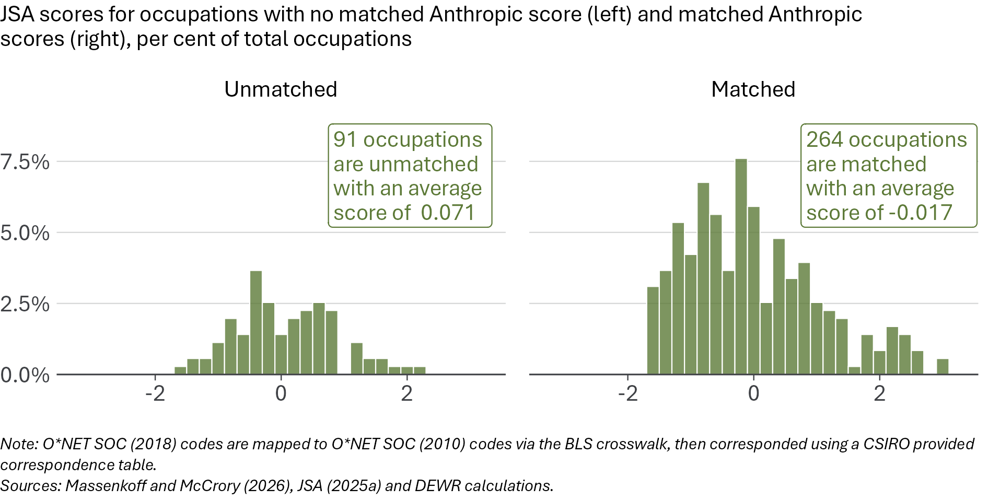 JSA scores for occupations with no matched Anthropic score (left) and matched Anthropic
scores (right), per cent of total occupations
Unmatched
Matched
91 occupations
are unmatched
with an average
score of  0.071
264 occupations
are matched
with an average
score of -0.017
7.5%
5.0%
2.5%
0.0%
-2
0
2
-2
0
2
Note: O*NET SOC (2018) codes are mapped to O*NET SOC (2010) codes via the BLS crosswalk, then corresponded using a CSIRO provided
correspondence table.
Sources: Massenkoff and McCrory (2026), JSA (2025a) and DEWR calculations.